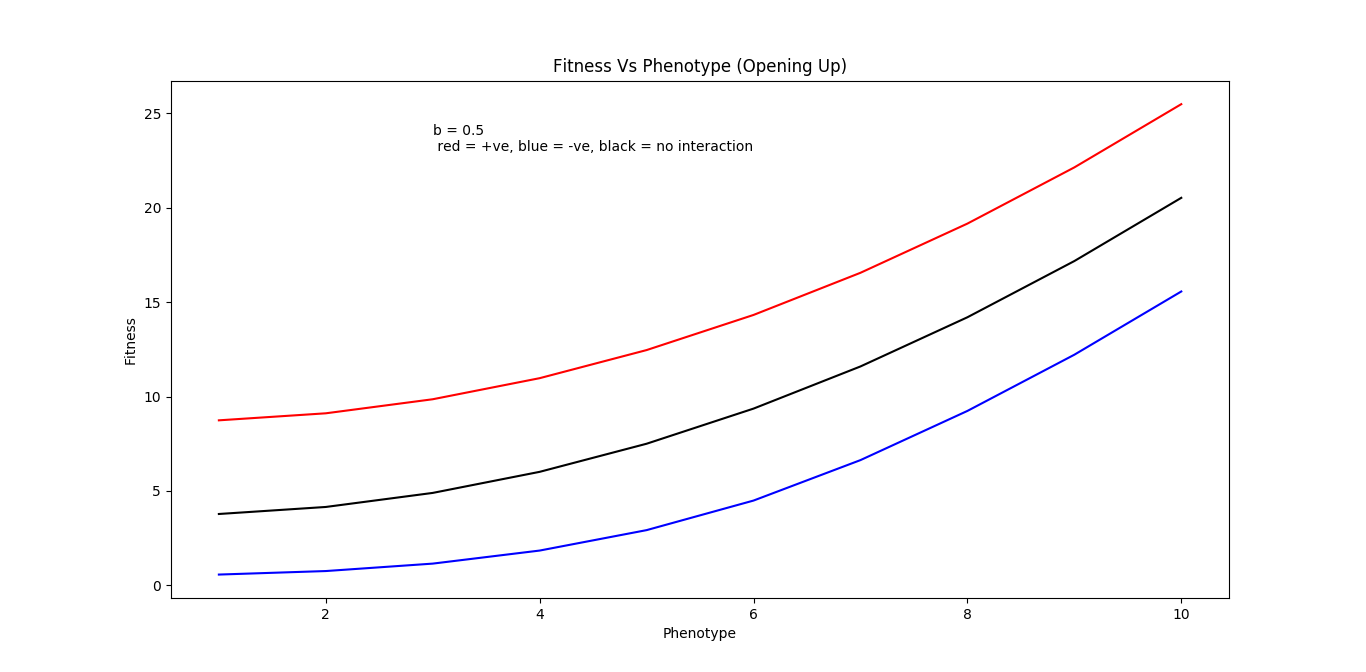 Fitness Vs Phenotype (Opening Up)
b = 0.5
red = +ve, blue = -ve, black = no interaction
25
20
15
10
5
0
Fitness
2 4 6 8 10
Phenotype